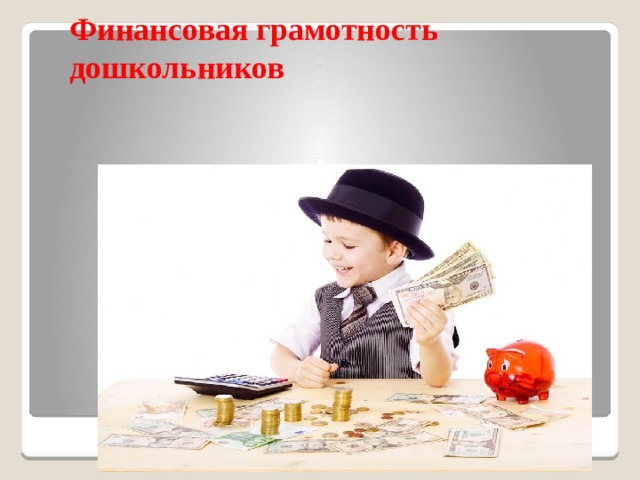 Финансовая грамотность
дошкольников